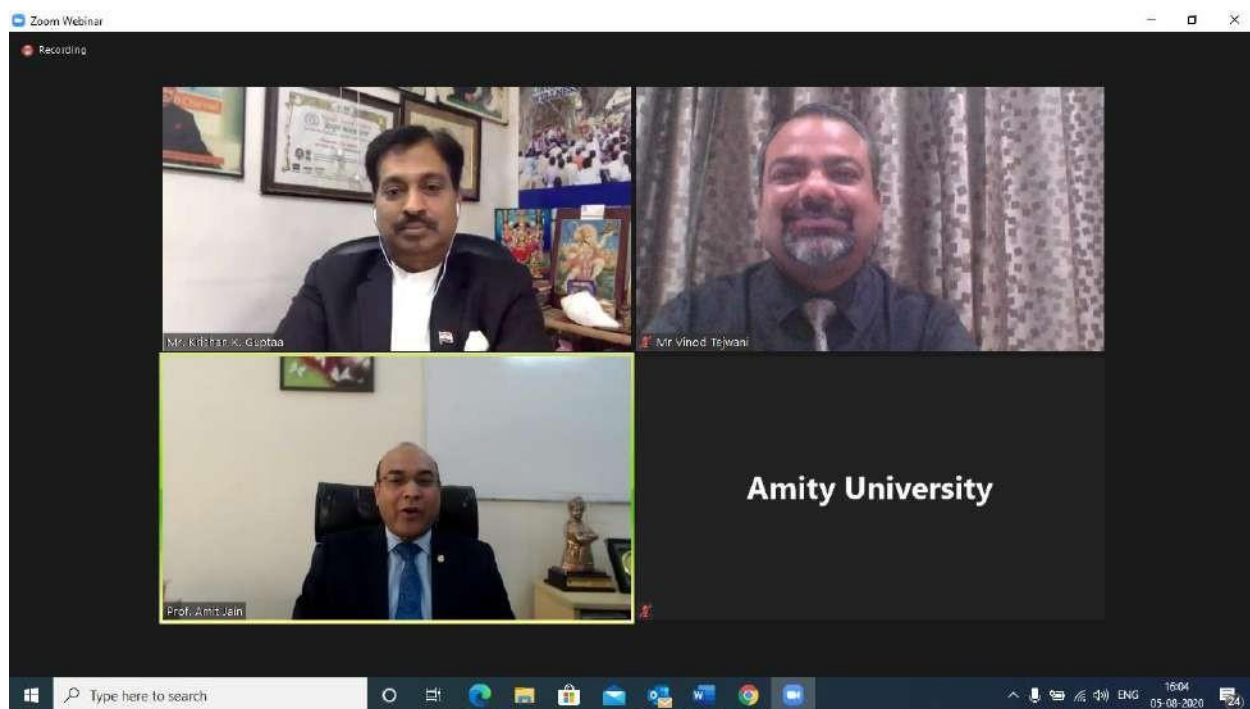 Zoom Webinar
Recording
Mr. Krishan K. Guptaa
Mr Vinod Tejwani
Prof. Amit Jain
Amity University
Type here to search
ENG
16:04
05-08-2020
24